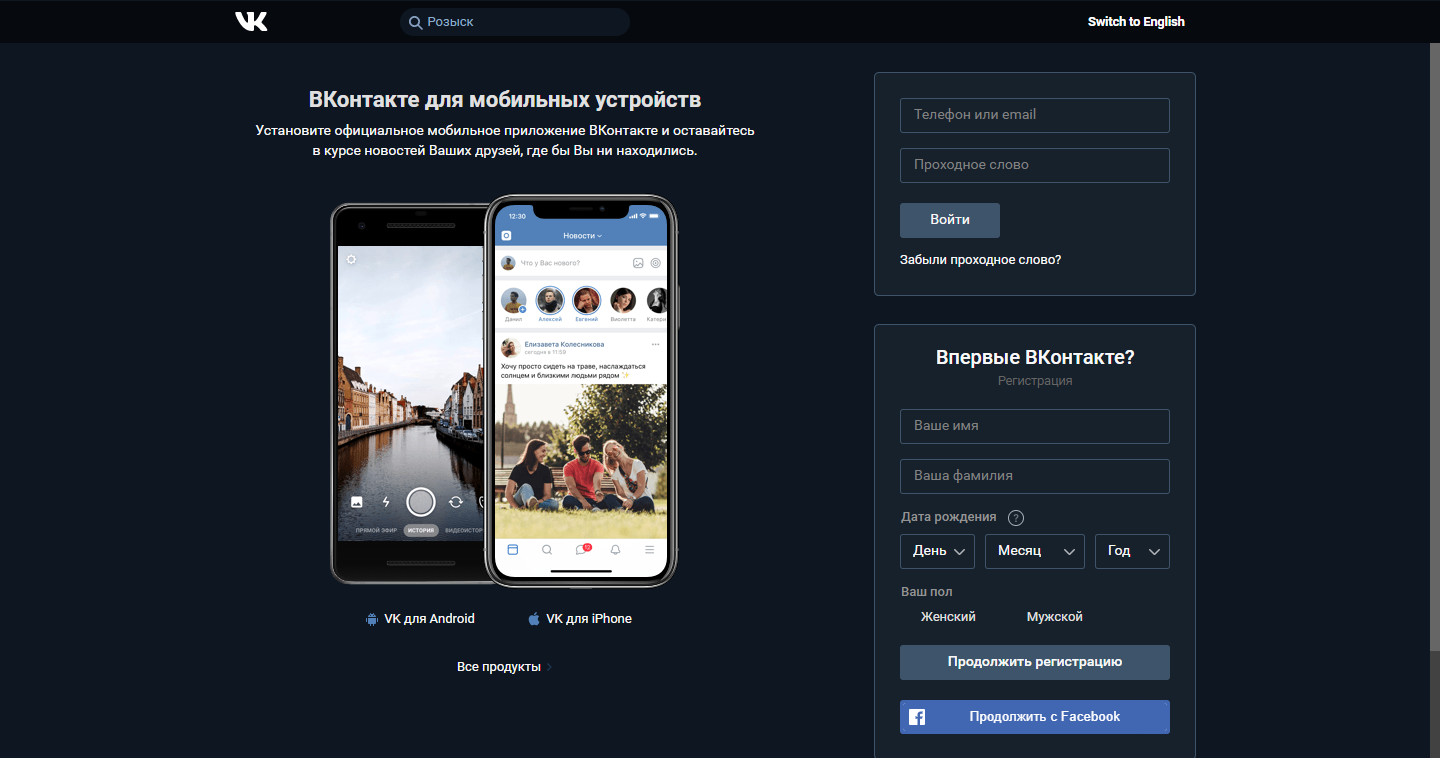 VK
Розыск
Switch to English
ВКонтакте для мобильных устройств
Установите официальное мобильное приложение ВКонтакте и оставайтесь
в курсе новостей Ваших друзей, где бы Вы ни находились.
ПРЯМОЙ ЭФИР
ИСТОРИЯ
ВИДЕОИСТОР
12:30
Новости
Что у Вас нового?
Данил
Алексей
Евгений
Виолетта
Катери
Елизавета Колесникова
сегодня в 11:59
Хочу просто сидеть на траве, наслаждаться
солнцем и близкими людьми рядом ✨
VK для Android
VK для iPhone
Все продукты
Телефон или email
Проходное слово
Войти
Забыли проходное слово?
Впервые ВКонтакте?
Регистрация
Ваше имя
Ваша фамилия
Дата рождения ?
День
Месяц
Год
Ваш пол
Женский
Мужской
Продолжить регистрацию
Продолжить с Facebook